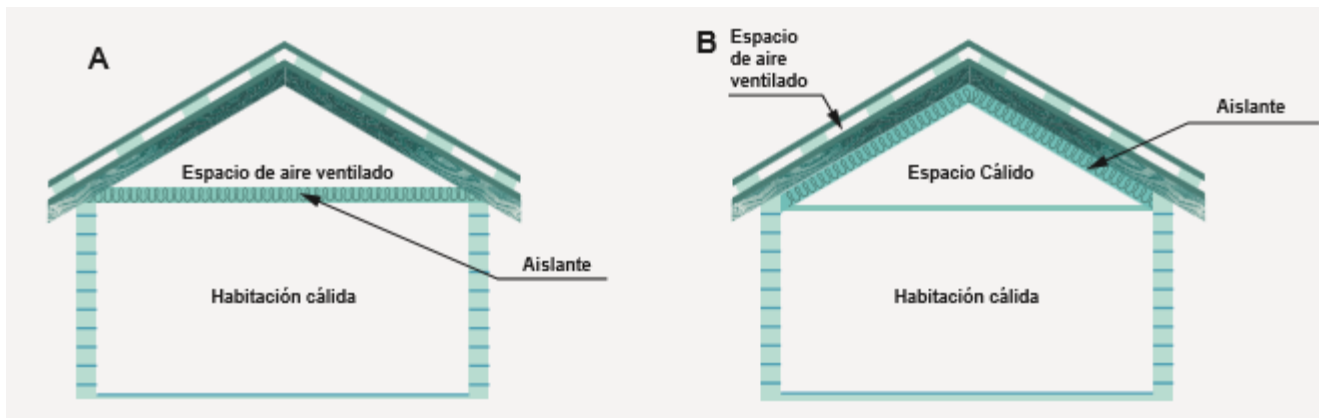 A
Espacio de aire ventilado
Aislante
Habitación cálida
B
Espacio
de aire
ventilado
Aislante
Espacio Cálido
Habitación cálida